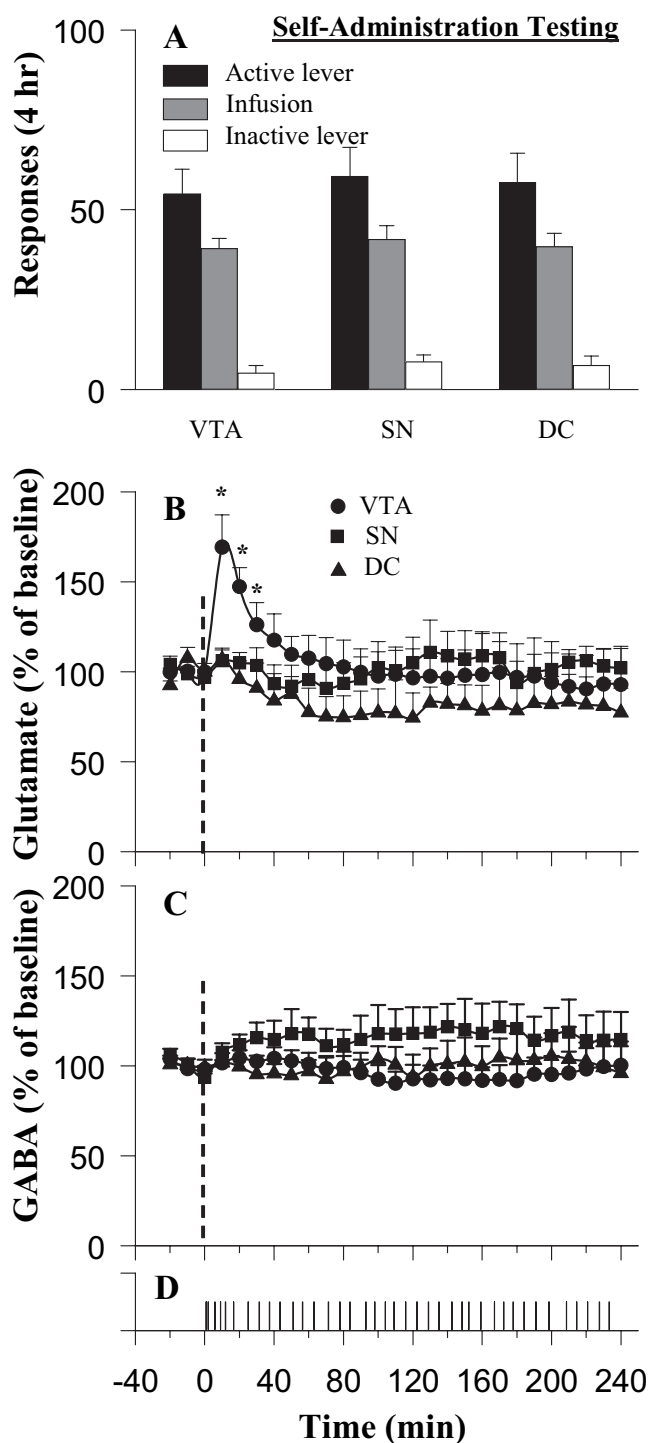 Self-Administration Testing
A
Active lever
Infusion
Inactive lever
Responses (4 hr)
100
50
0
VTA SN DC
B
* * *
VTA
SN
DC
Glutamate (% of baseline)
200
150
100
50
0
C
GABA (% of baseline)
200
150
100
50
0
D
-40 0 40 80 120 160 200 240
Time (min)